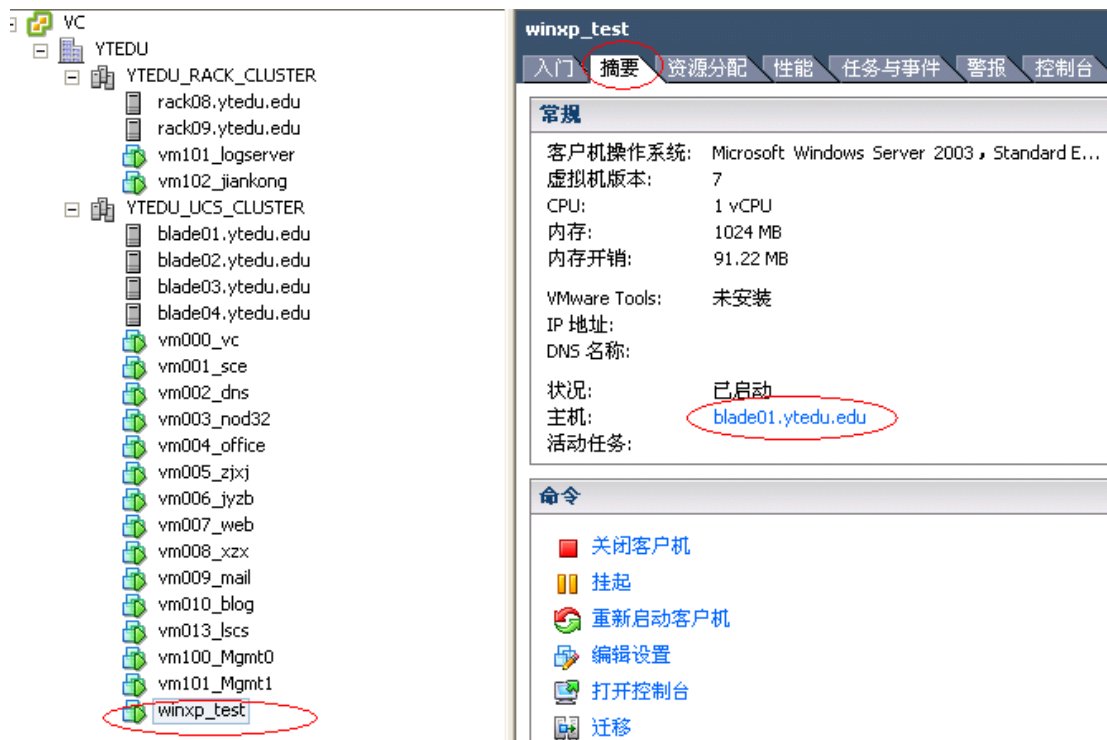 VC
YTEDU
YTEDU_RACK_CLUSTER
rack08.ytedu.edu
rack09.ytedu.edu
vm101_logserver
vm102_jiankong
YTEDU_UCS_CLUSTER
blade01.ytedu.edu
blade02.ytedu.edu
blade03.ytedu.edu
blade04.ytedu.edu
vm000_vc
vm001_sce
vm002_dns
vm003_nod32
vm004_office
vm005_zjxj
vm006_jyzb
vm007_web
vm008_xzx
vm009_mail
vm010_blog
vm013_lscs
vm100_Mgmt0
vm101_Mgmt1
winxp_test
winxp_test
入门 摘要 资源分配 性能 任务与事件 警报 控制台
常规
客户机操作系统: Microsoft Windows Server 2003，Standard E...
虚拟机版本: 7
CPU: 1 vCPU
内存: 1024 MB
内存开销: 91.22 MB
VMware Tools: 未安装
IP 地址:
DNS 名称:
状况: 已启动
主机: blade01.ytedu.edu
活动任务:
命令
关闭客户机
挂起
重新启动客户机
编辑设置
打开控制台
迁移